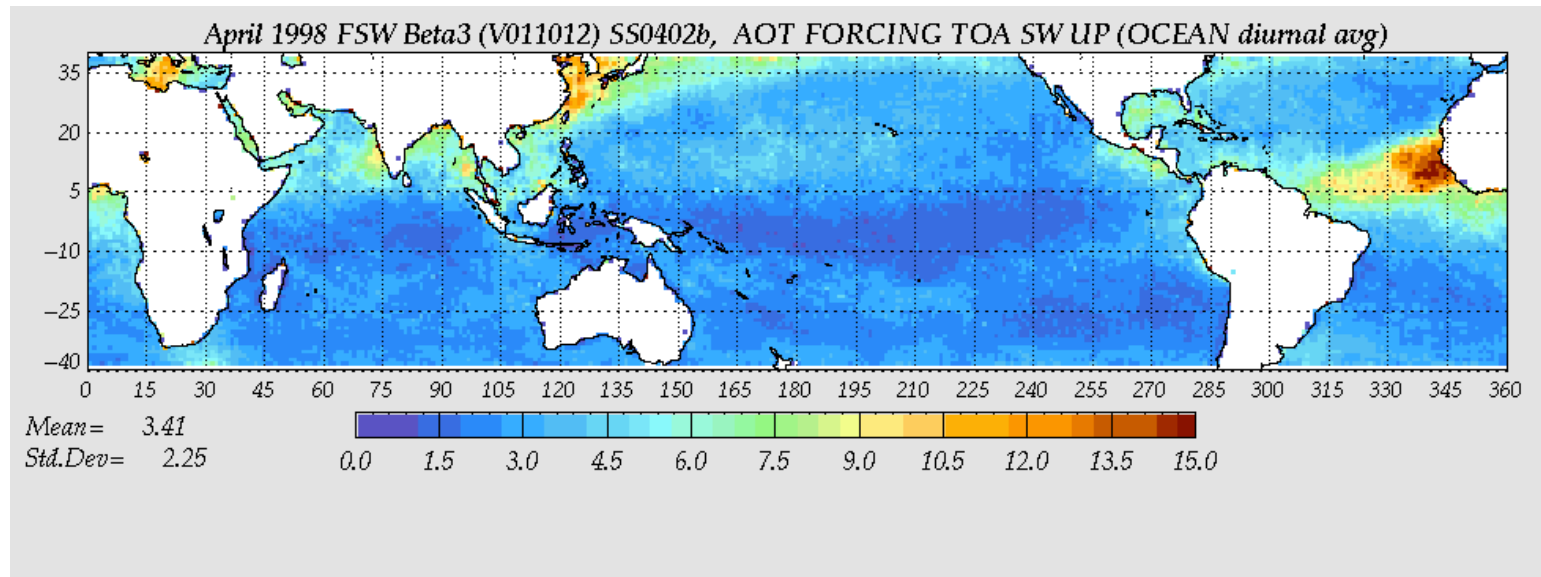 April 1998 FSW Beta3 (V011012) SS0402b, AOT FORCING TOA SW UP (OCEAN diurnal avg)
35
20
5
−10
−25
−40
0 15 30 45 60 75 90 105 120 135 150 165 180 195 210 225 240 255 270 285 300 315 330 345 360
Mean= 3.41
Std.Dev= 2.25
0.0 1.5 3.0 4.5 6.0 7.5 9.0 10.5 12.0 13.5 15.0